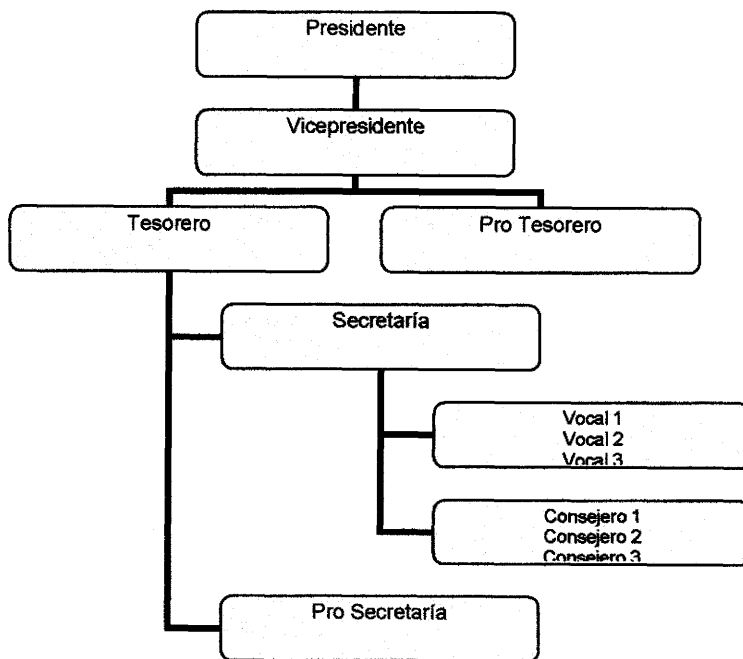 Presidente
Vicepresidente
Tesorero
Pro Tesorero
Secretaría
Vocal 1
Vocal 2
Vocal 3
Consejero 1
Consejero 2
Consejero 3
Pro Secretaría